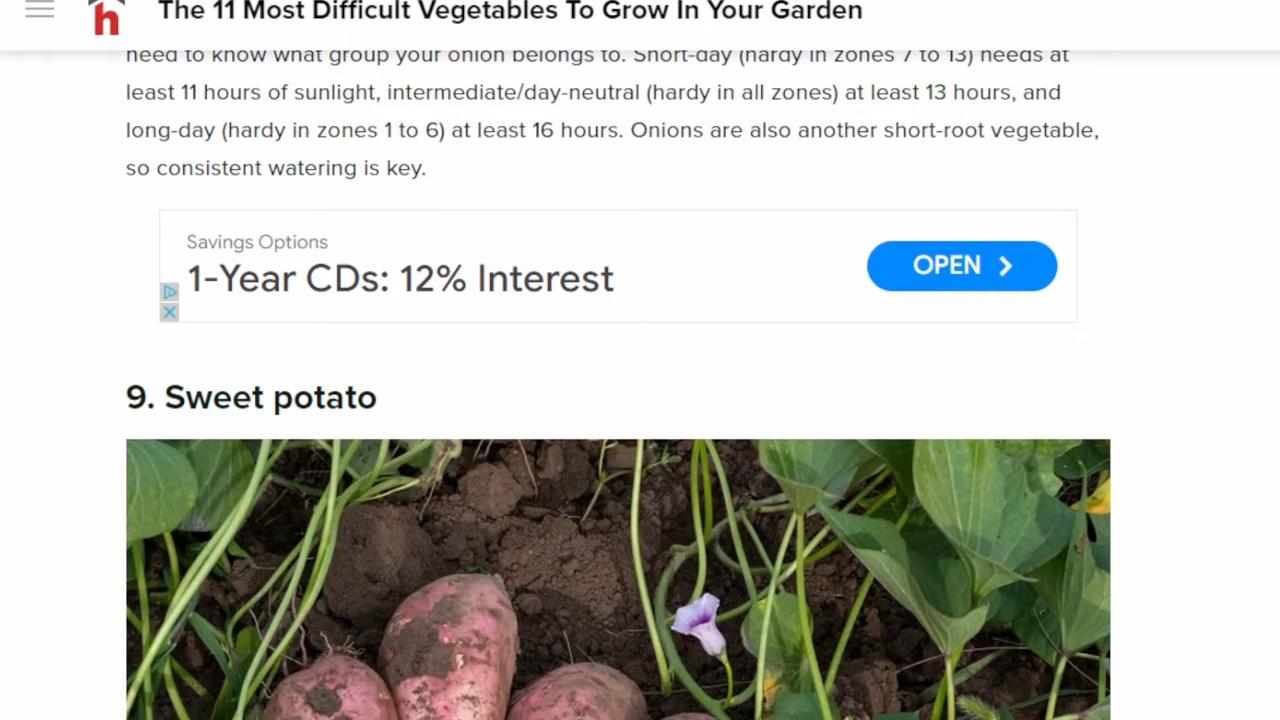 h
The 11 Most Difficult Vegetables To Grow In Your Garden
need to know what group your onion belongs to. Short-day (hardy in zones 7 to 13) needs at
least 11 hours of sunlight, intermediate/day-neutral (hardy in all zones) at least 13 hours, and
long-day (hardy in zones 1 to 6) at least 16 hours. Onions are also another short-root vegetable,
so consistent watering is key.
Savings Options
1-Year CDs: 12% Interest
OPEN
9. Sweet potato